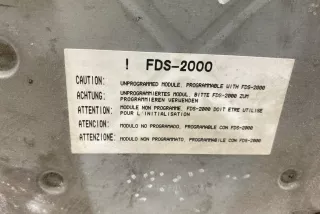 ! FDS-2000
CAUTION: UNPROGRAMMED MODULE, PROGRAMMABLE WITH FDS-2000
ACHTUNG: UNPROGRAMMIERTES MODUL, BITTE FDS-2000 ZUM
PROGRAMMIEREN VERWENDEN
ATTENTION: MODULE NON PROGRAMME. FDS-2000 DOIT ETRE UTILINE
POUR L'INITIALISATION
ATENCION: MODULO NO PROGRAMADO, PROGRAMABLE CON FDS-2000
ATTENZIONE: MODULO NON PROGRAMMATO, PROGRAMMABILE CON FDS-2000